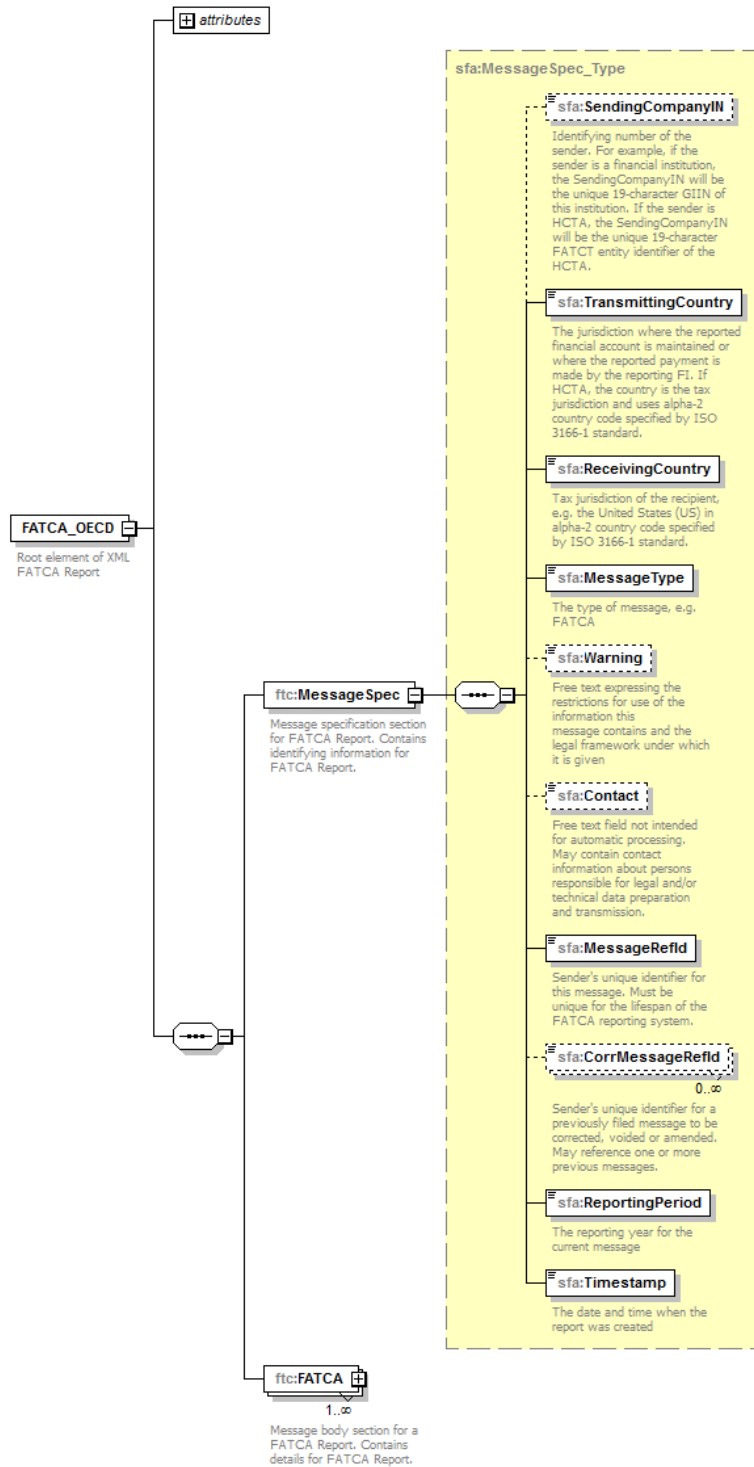 attributes
sfa:MessageSpec_Type
sfa:SendingCompanyIN
Identifying number of the
sender. For example, if the
sender is a financial institution,
the SendingCompanyIN will be
the unique 19-character GIIN of
this institution. If the sender is
HCTA, the SendingCompanyIN
will be the unique 19-character
FATCT entity identifier of the
HCTA.
sfa:TransmittingCountry
The jurisdiction where the reported
financial account is maintained or
where the reported payment is
made by the reporting FI. If
HCTA, the country is the tax
jurisdiction and uses alpha-2
country code specified by ISO
3166-1 standard.
sfa:ReceivingCountry
Tax jurisdiction of the recipient,
e.g. the United States (US) in
alpha-2 country code specified
by ISO 3166-1 standard.
FATCA_OECD
Root element of XML
FATCA Report
sfa:MessageType
The type of message, e.g.
FATCA
sfa:Warning
Free text expressing the
restrictions for use of the
information this
message contains and the
legal framework under which
it is given
ftc:MessageSpec
Message specification section
for FATCA Report. Contains
identifying information for
FATCA Report.
sfa:Contact
Free text field not intended
for automatic processing.
May contain contact
information about persons
responsible for legal and/or
technical data preparation
and transmission.
sfa:MessageRefId
Sender's unique identifier for
this message. Must be
unique for the lifespan of the
FATCA reporting system.
sfa:CorrMessageRefId
0..∞
Sender's unique identifier for a
previously filed message to be
corrected, voided or amended.
May reference one or more
previous messages.
sfa:ReportingPeriod
The reporting year for the
current message
sfa:Timestamp
The date and time when the
report was created
ftc:FATCA
1..∞
Message body section for a
FATCA Report. Contains
details for FATCA Report.